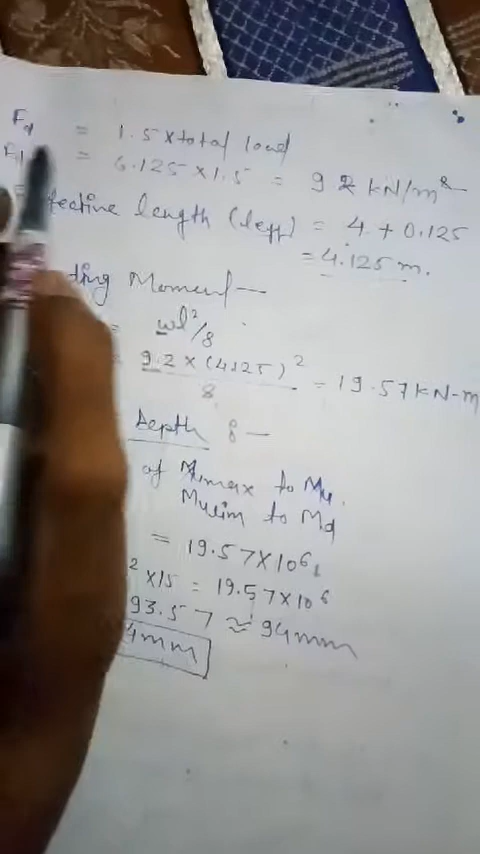 Fd = 1.5 x total load
= 6.125 x 1.5 = 9.2 kN/m²
fective length (leff) = 4 + 0.125
= 4.125 m.
ding Moment —
= wl²/8
9.2 x (4.125)²
/ 8 = 19.57 kN-m
Depth :—
of Mmax to Mu.
Mulim to Md
= 19.57 x 10⁶
² x 15 = 19.57 x 10⁶
93.57 ≈ 94mm
4mm